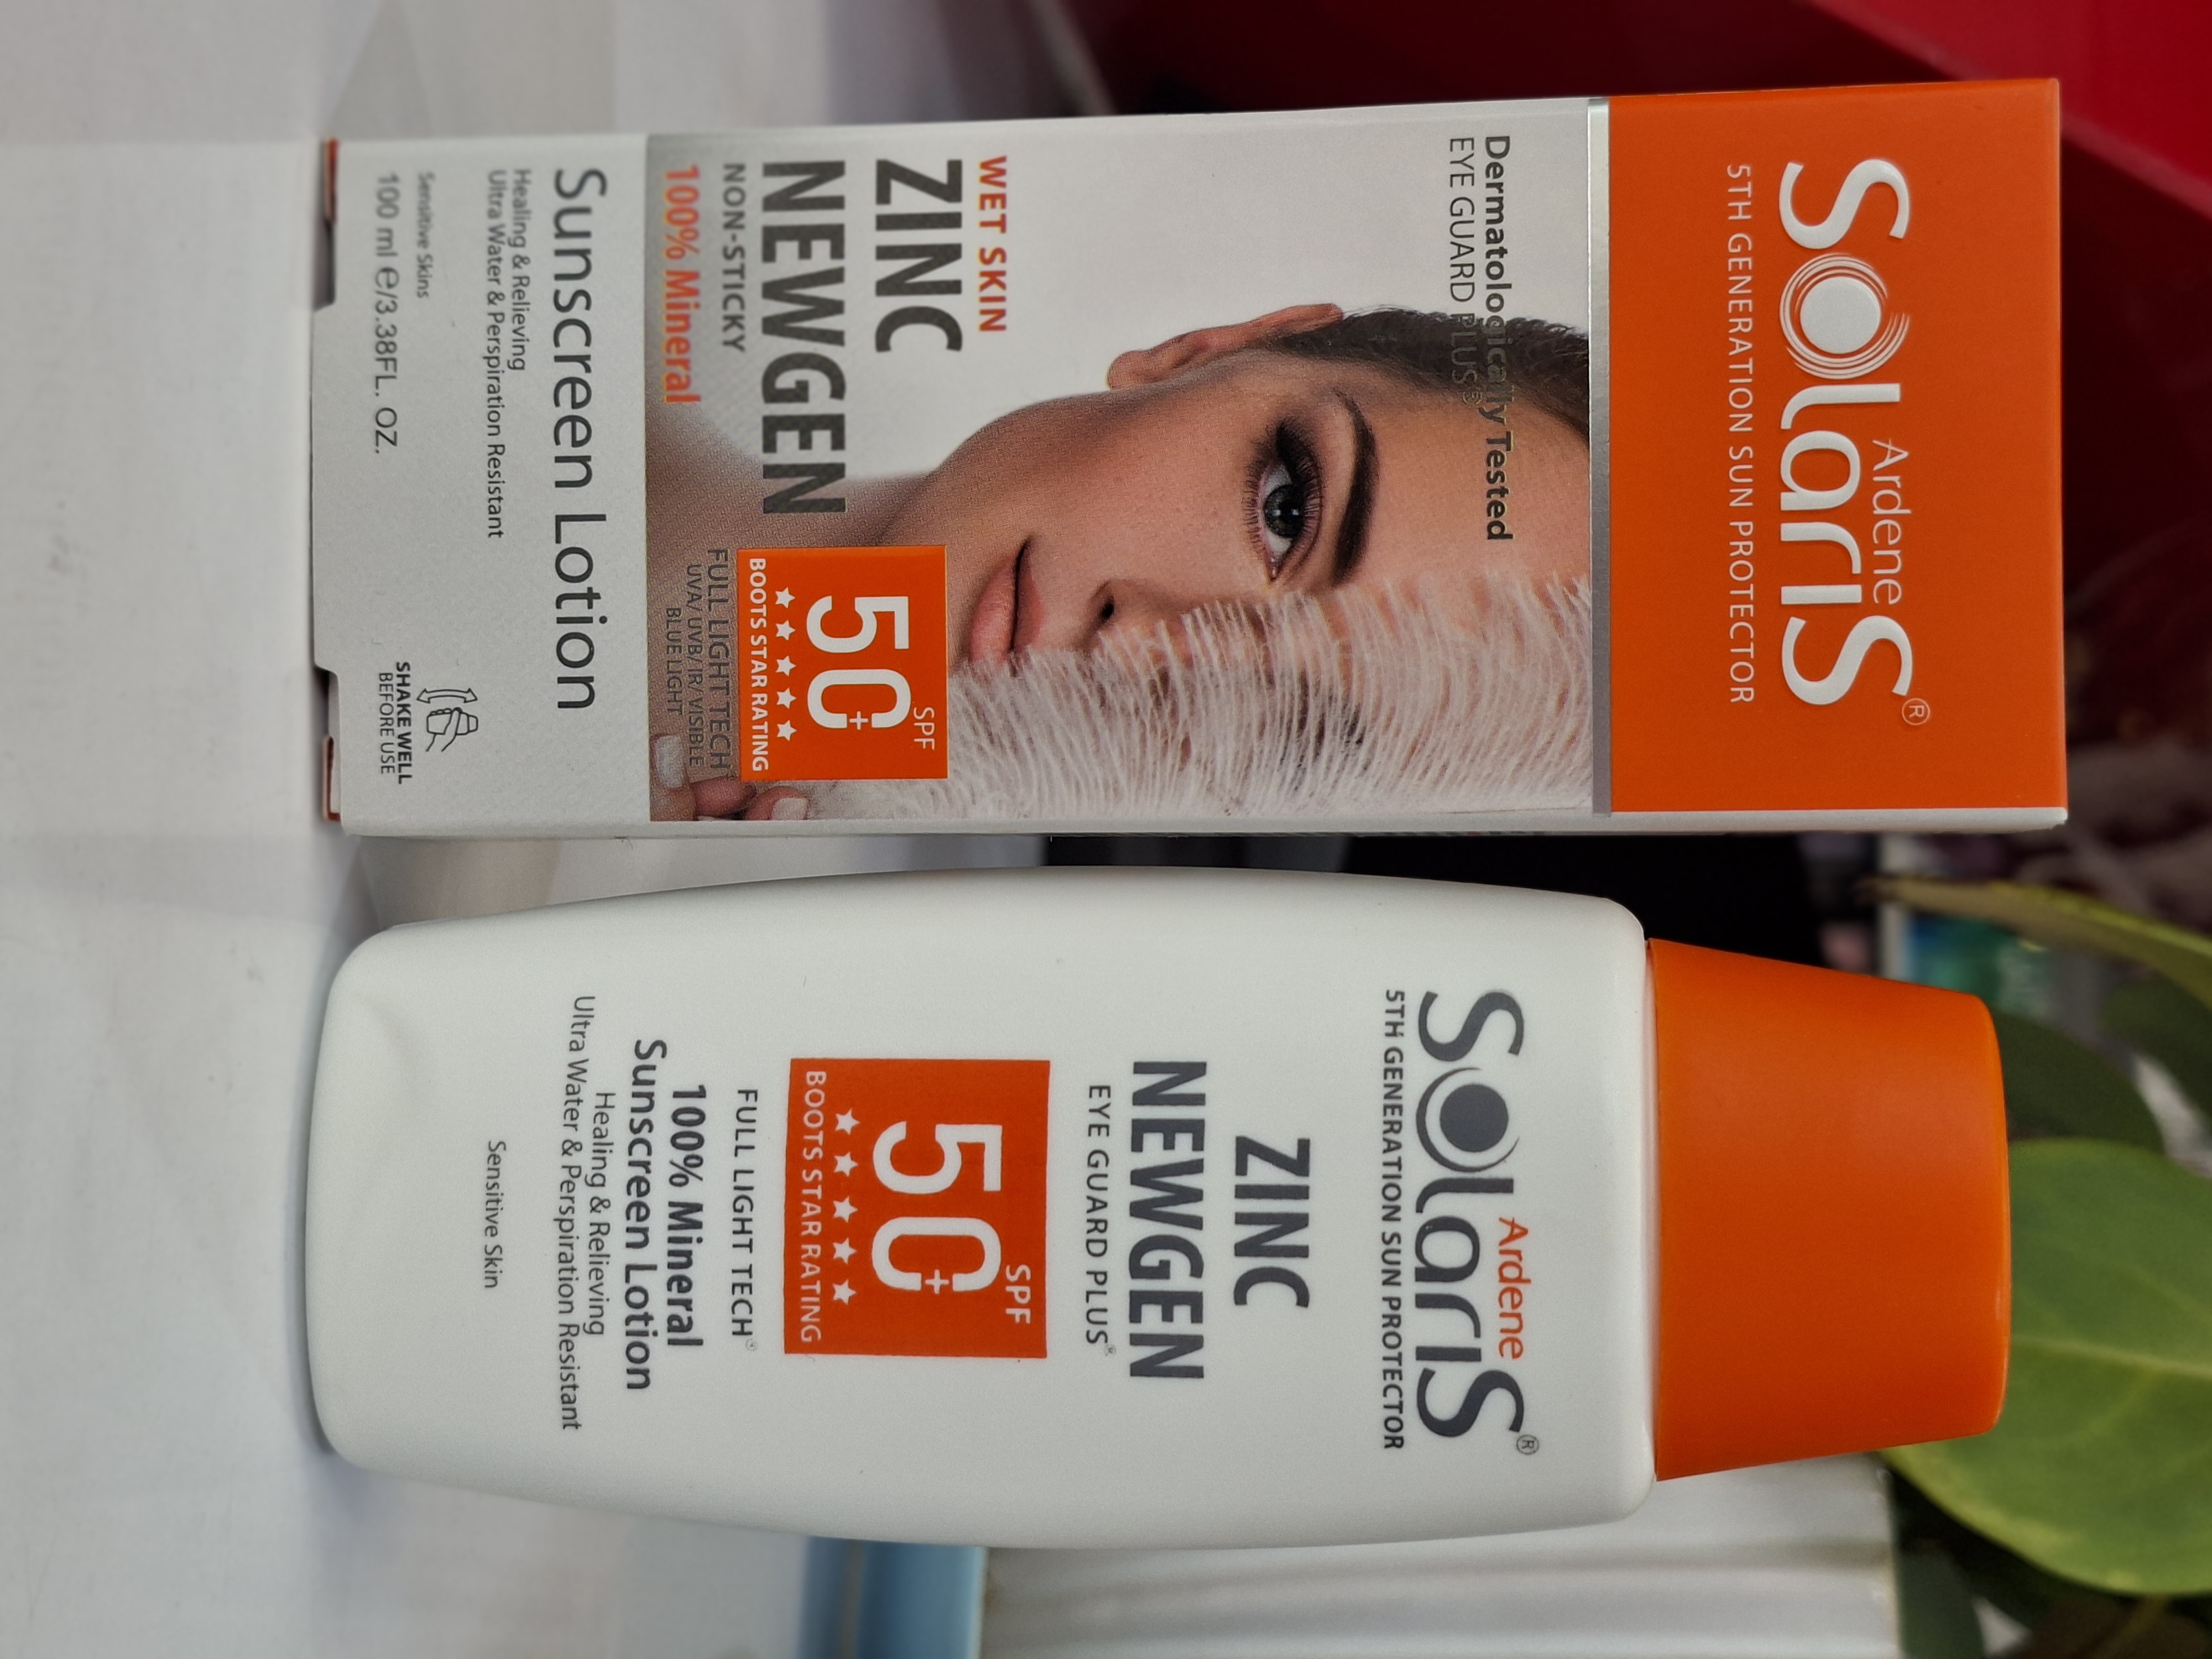 Ardene
SOLARIS®
5TH GENERATION SUN PROTECTOR
Dermatologically Tested
EYE GUARD PLUS®
WET SKIN
ZINC
NEWGEN
NON-STICKY
100% Mineral
SPF
50+
BOOTS STAR RATING
FULL LIGHT TECH
UVA/ UVB/ IR/ VISIBLE
BLUE LIGHT
Sunscreen Lotion
Healing & Relieving
Ultra Water & Perspiration Resistant
Sensitive Skins
100 ml ℮/3.38FL. OZ.
SHAKE WELL
BEFORE USE
Ardene
SOLARIS®
5TH GENERATION SUN PROTECTOR
ZINC
NEWGEN
EYE GUARD PLUS®
SPF
50+
BOOTS STAR RATING
FULL LIGHT TECH®
100% Mineral
Sunscreen Lotion
Healing & Relieving
Ultra Water & Perspiration Resistant
Sensitive Skin